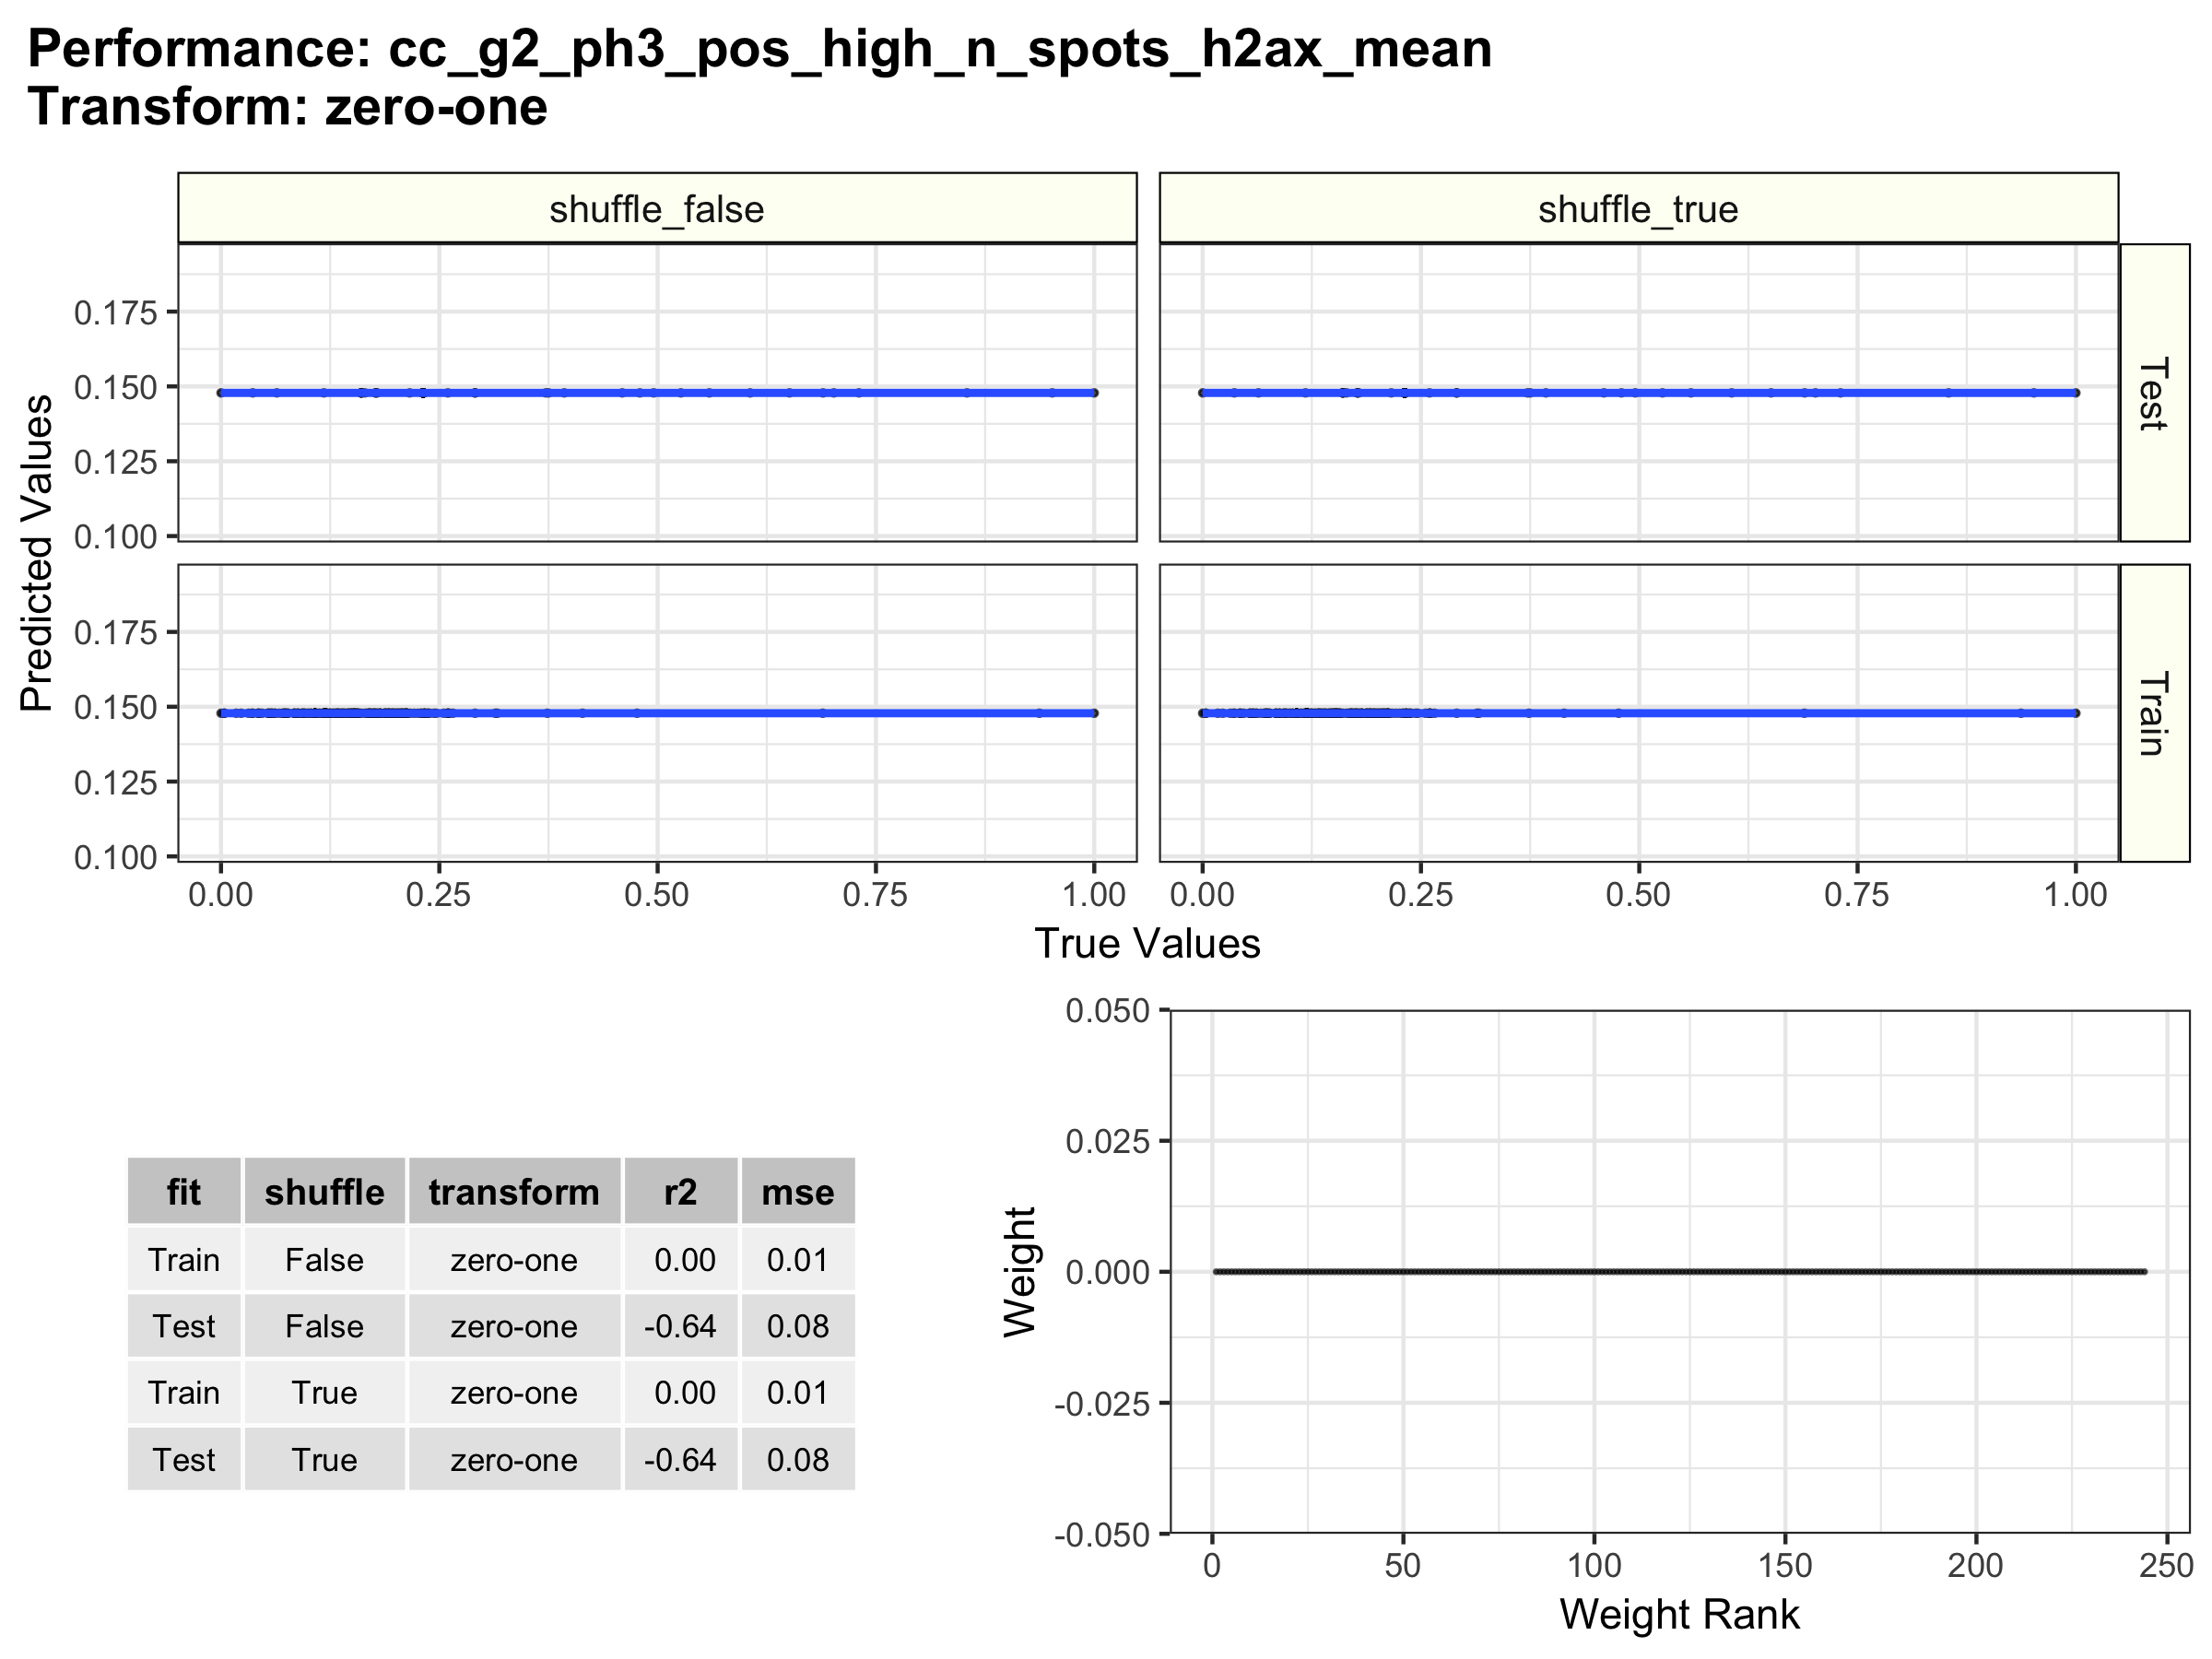 Performance: cc_g2_ph3_pos_high_n_spots_h2ax_mean
Transform: zero-one
shuffle_false
shuffle_true
Predicted Values
0.175
0.150
0.125
0.100
Test
0.175
0.150
0.125
0.100
Train
0.00 0.25 0.50 0.75 1.00
0.00 0.25 0.50 0.75 1.00
True Values
fit shuffle transform r2 mse
Train False zero-one 0.00 0.01
Test False zero-one -0.64 0.08
Train True zero-one 0.00 0.01
Test True zero-one -0.64 0.08
Weight
0.050
0.025
0.000
-0.025
-0.050
0 50 100 150 200 250
Weight Rank